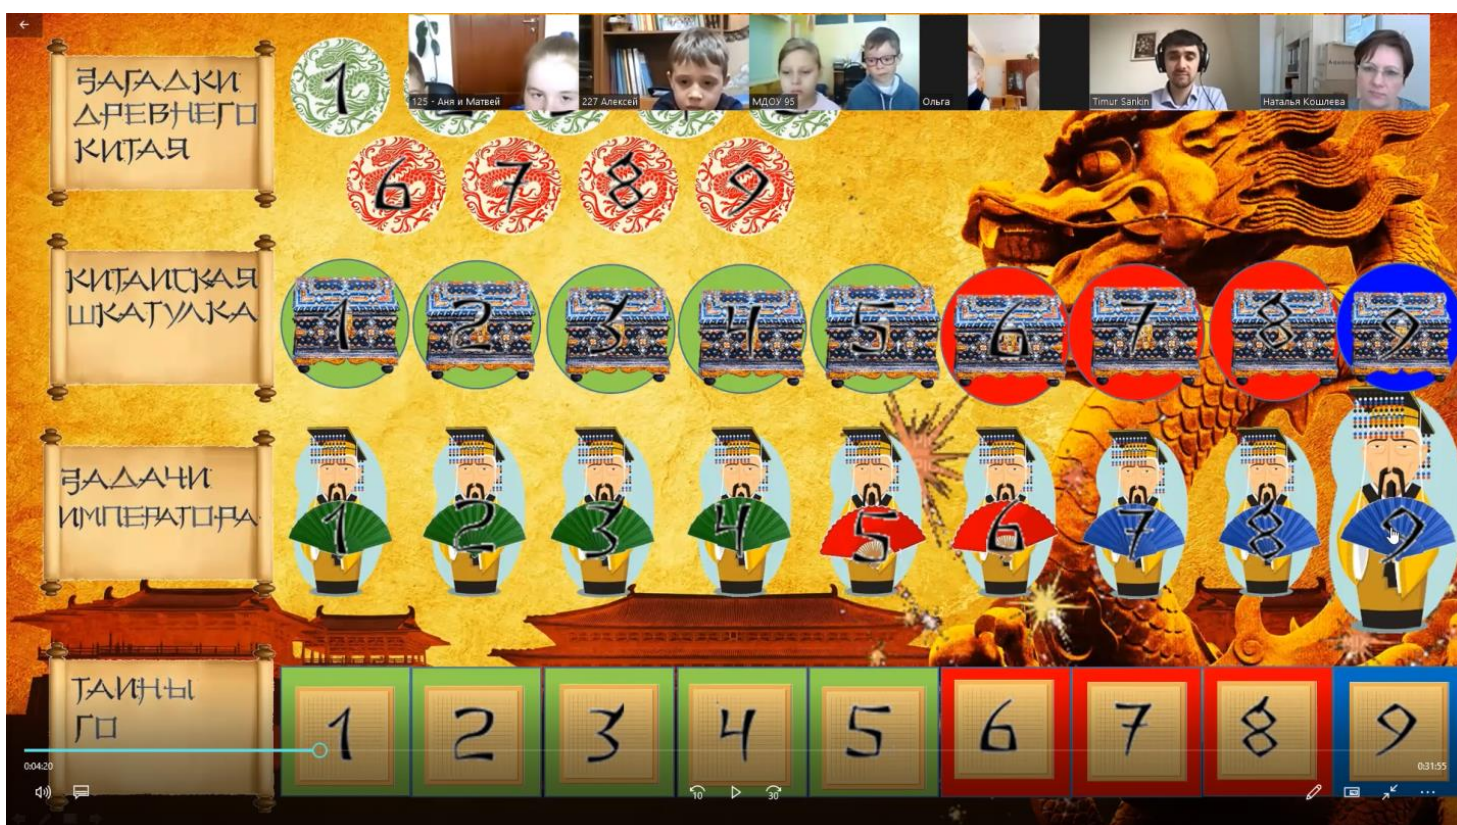 ЗАГАДКИ
ДРЕВНЕГО
КИТАЯ
1
125 - Аня и Матвей
227 Алексей
МДОУ 95
Ольга
Timur Sankin
Наталья Кошлева
6 7 8 9
КИТАЙСКАЯ
ШКАТУЛКА
1 2 3 4 5 6 7 8 9
ЗАДАЧИ
ИМПЕРАТОРА
1 2 3 4 5 6 7 8 9
ТАЙНЫ
ГО
1 2 3 4 5 6 7 8 9
0:04:20
0:31:55
10
30